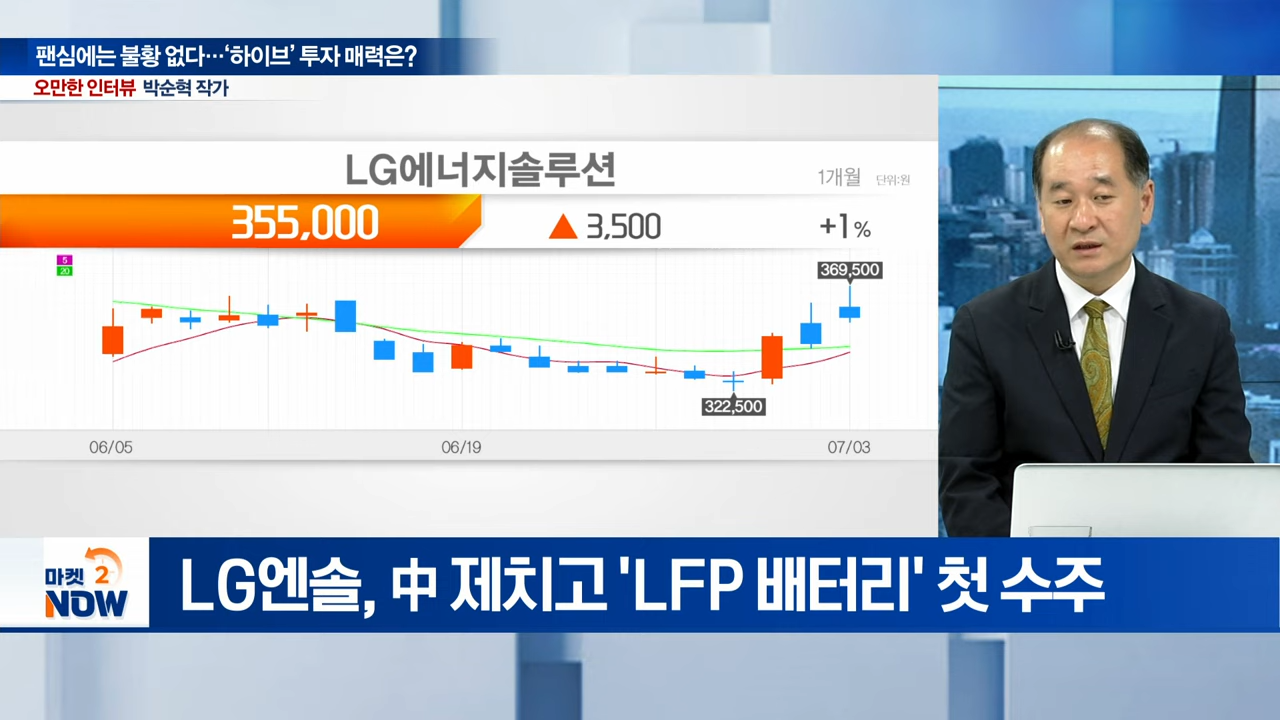 팬심에는 불황 없다…‘하이브’ 투자 매력은?
오만한 인터뷰 박순혁 작가
LG에너지솔루션
1개월 단위:원
355,000 ▲ 3,500 +1 %
5
20
369,500
322,500
06/05 06/19 07/03
마켓 2
NOW
LG엔솔, 中 제치고 'LFP 배터리' 첫 수주